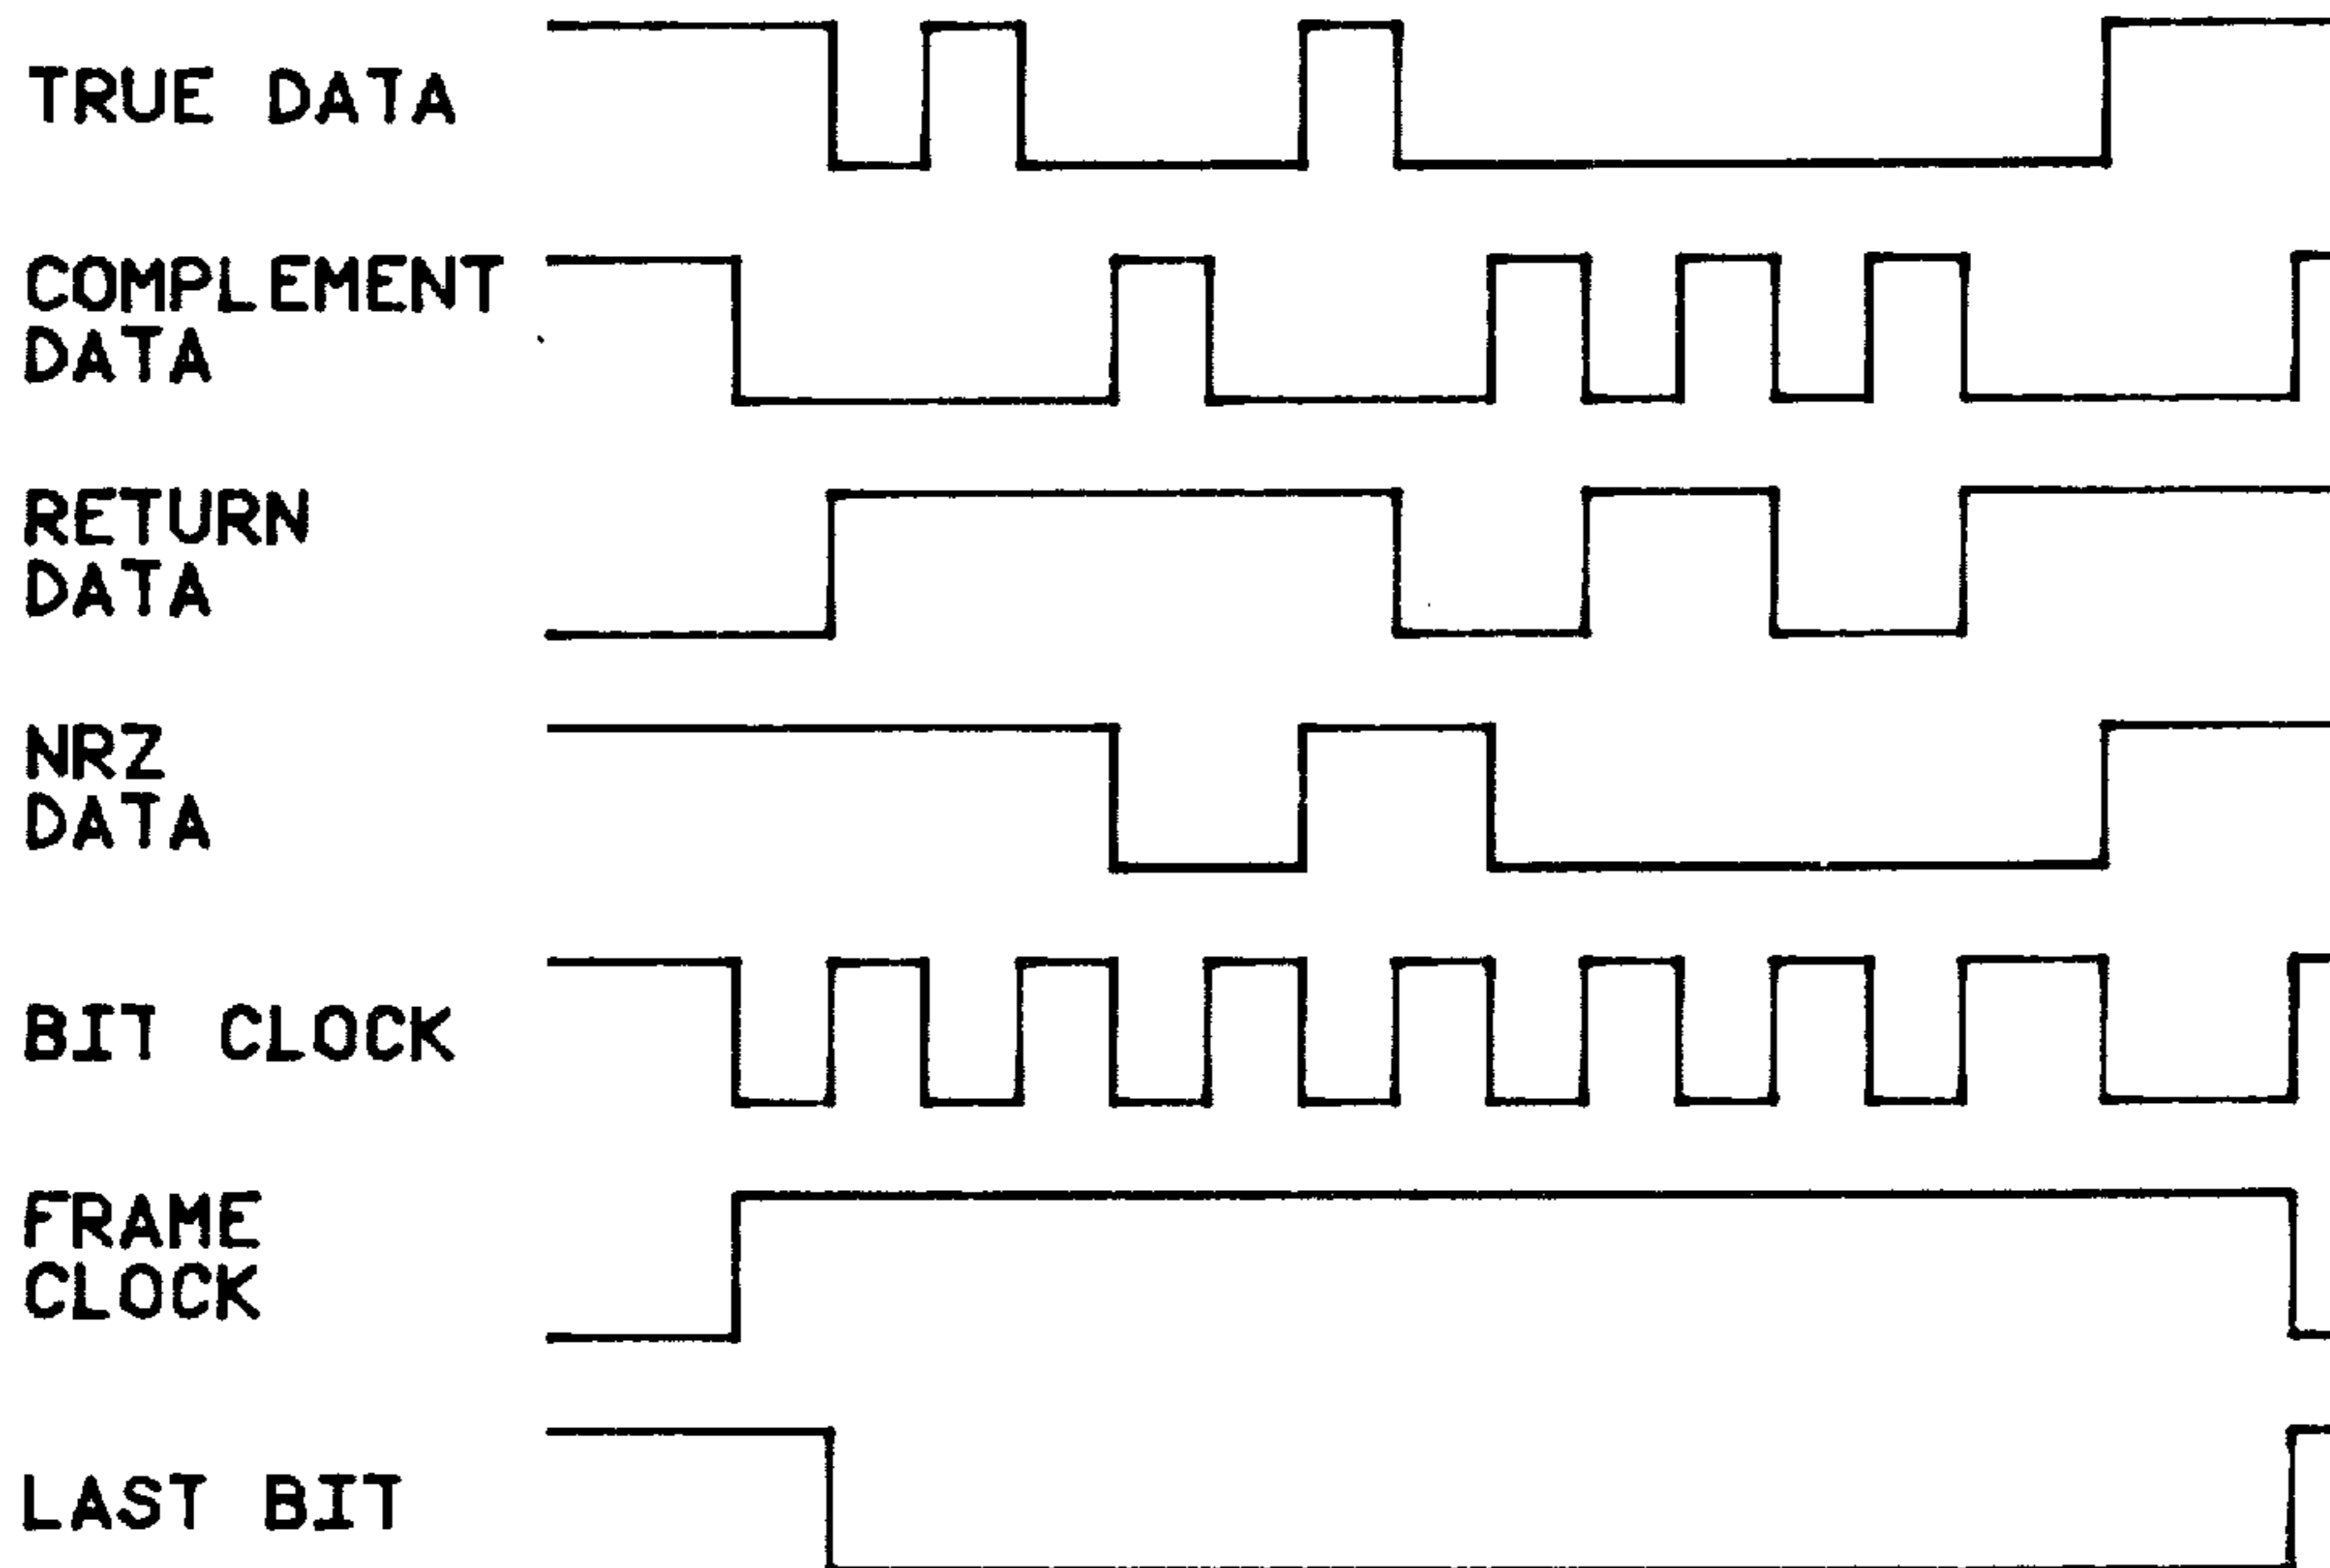 TRUE DATA
COMPLEMENT
DATA
RETURN
DATA
NRZ
DATA
BIT CLOCK
FRAME
CLOCK
LAST BIT